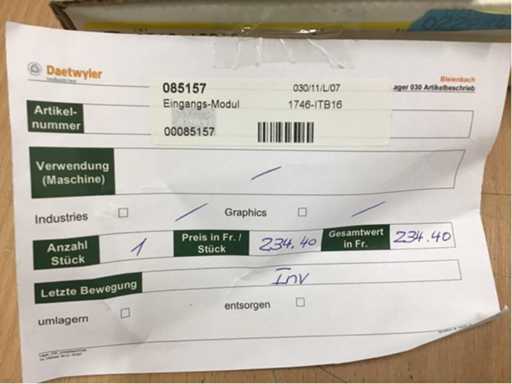 Daetwyler
Bleienbach
ager 030 Artikelbeschrieb
085157 030/11/L/07
Eingangs-Modul 1746-ITB16
00085157
Artikel-
nummer
Verwendung
(Maschine)
Industries Graphics
Anzahl
Stück
1
Preis in Fr. /
Stück
234.40
Gesamtwert
in Fr.
234.40
Letzte Bewegung Inv
umlagern entsorgen